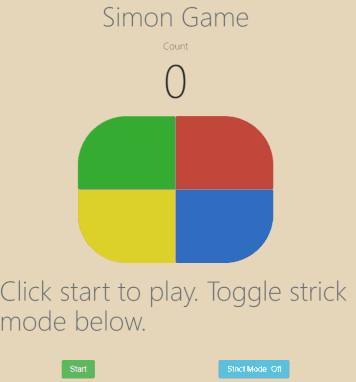 Simon Game
Count
0
Click start to play. Toggle strick
mode below.
Start
Strict Mode Off